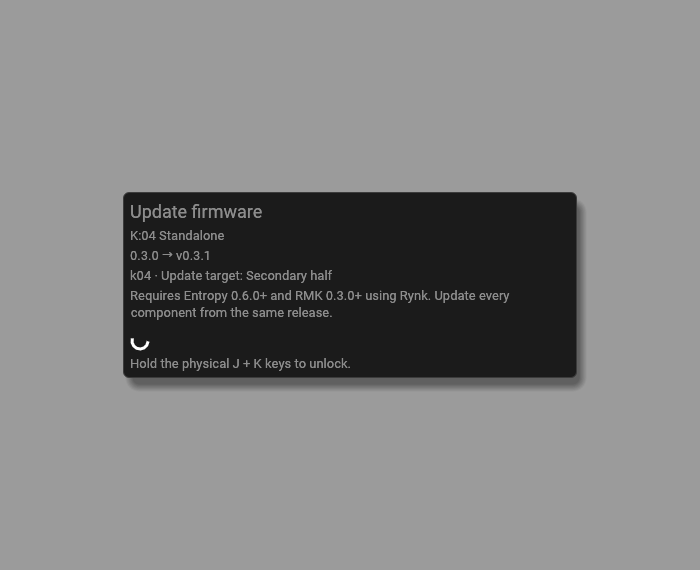 Update firmware
K:04 Standalone
0.3.0 → v0.3.1
k04 · Update target: Secondary half
Requires Entropy 0.6.0+ and RMK 0.3.0+ using Rynk. Update every
component from the same release.
Hold the physical J + K keys to unlock.